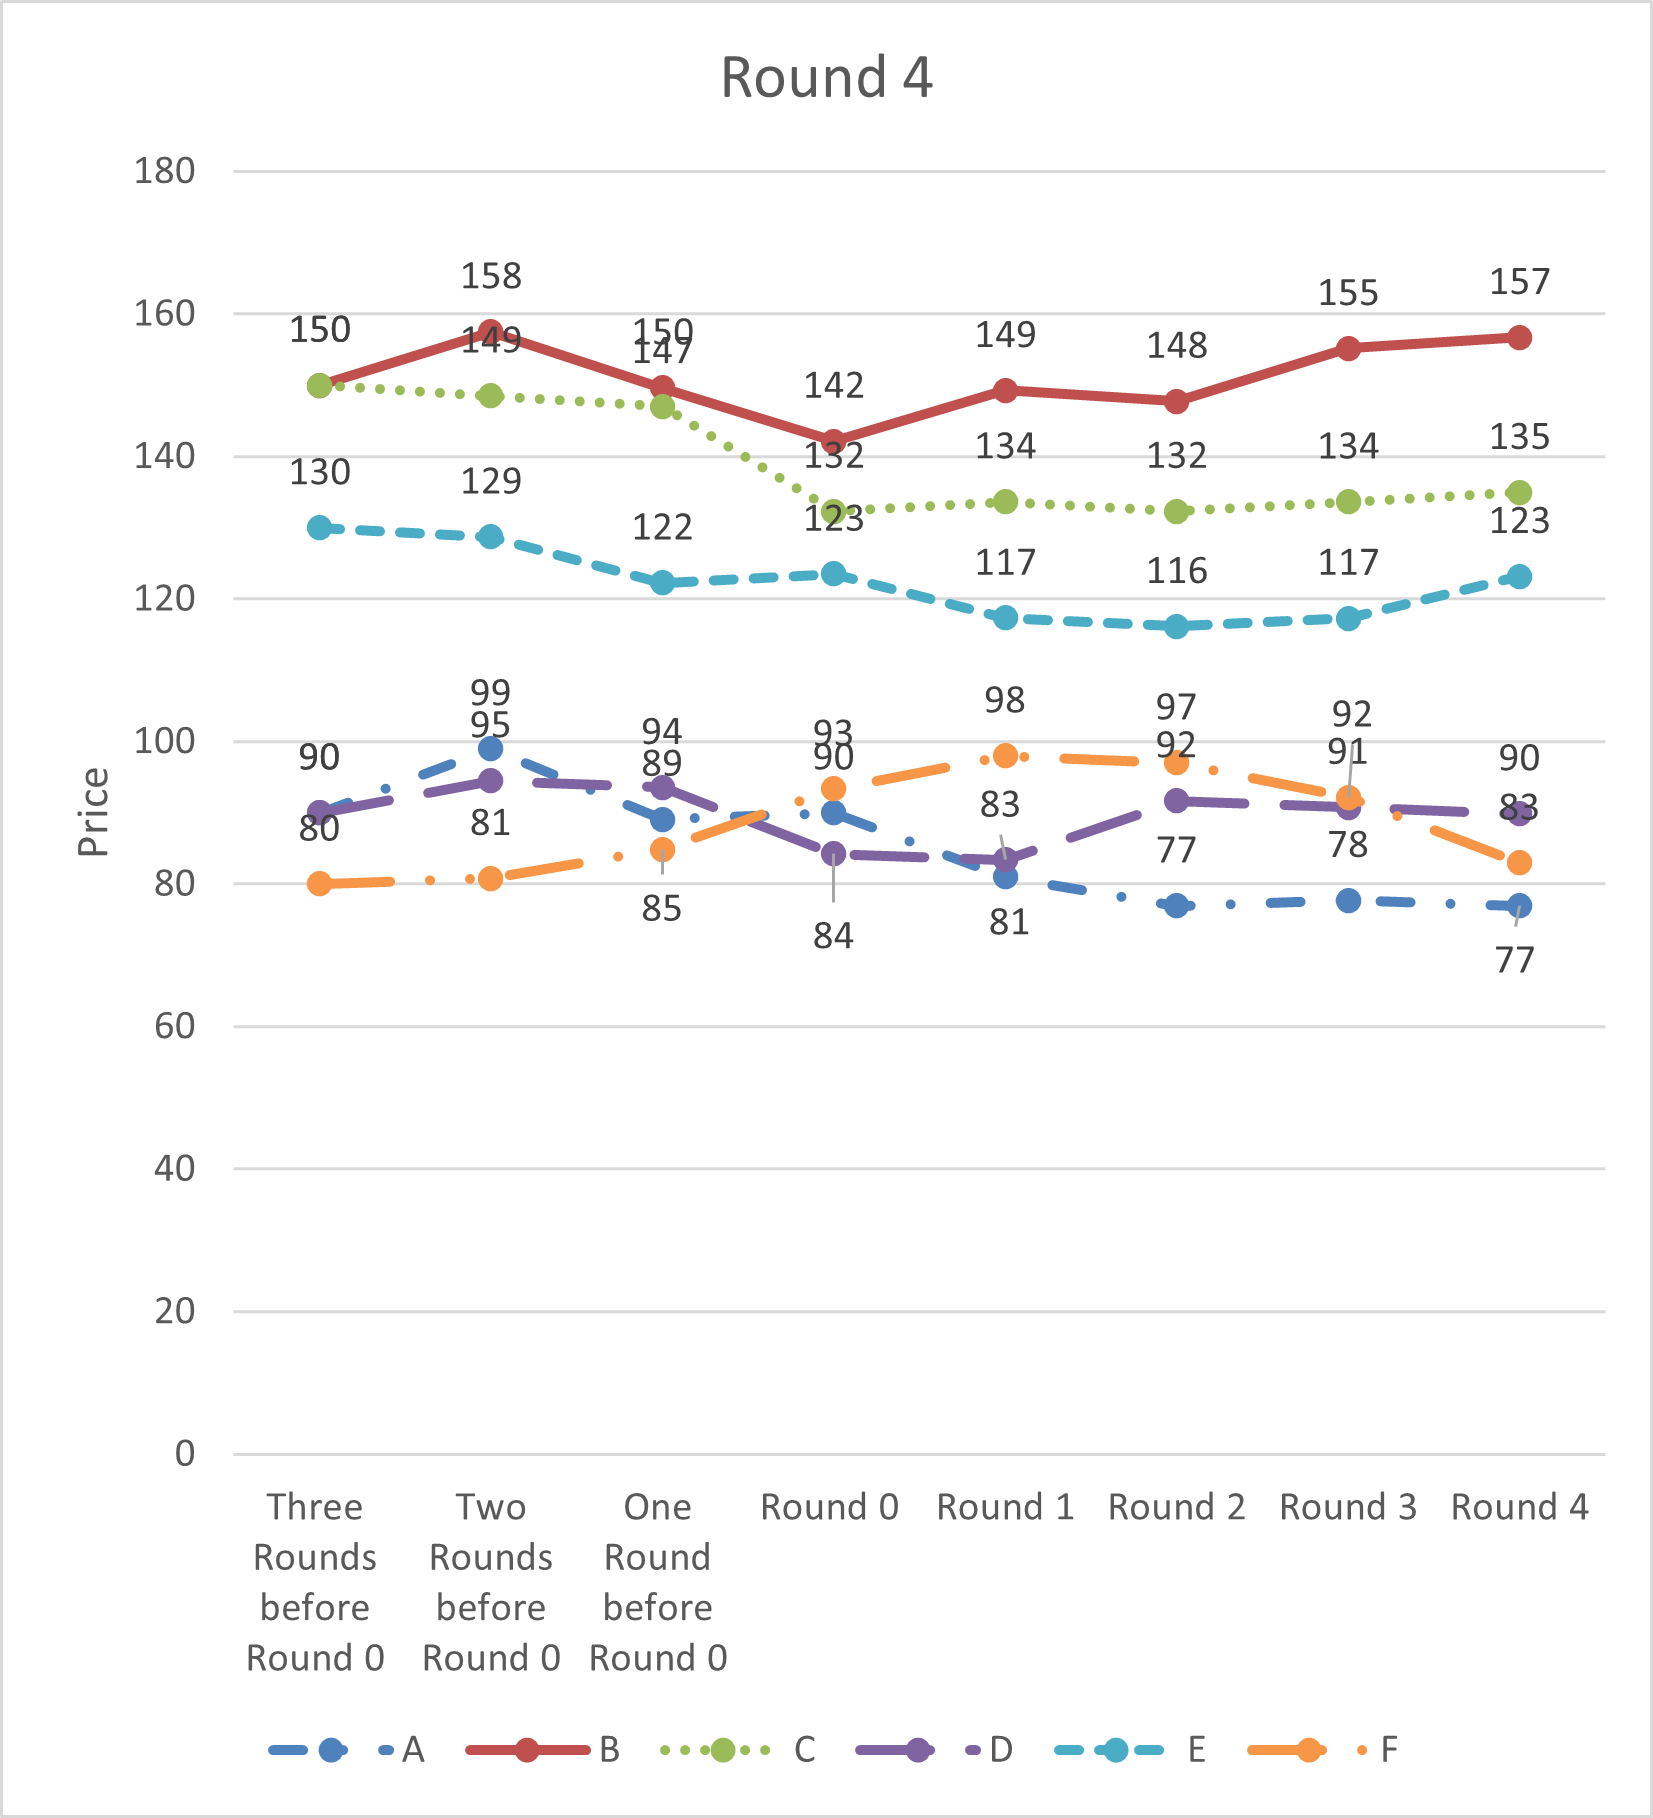 Round 4
180
160
140
120
100
80
60
40
20
0
Price
150 158 150 142 149 148 155 157
150 149 147 132 134 132 134 135
130 129 122 123 117 116 117 123
90 99 94 93 98 97 92 90
90 95 89 90 83 92 91 83
80 81 85 84 81 77 78 77
Three Rounds before Round 0
Two Rounds before Round 0
One Round before Round 0
Round 0
Round 1
Round 2
Round 3
Round 4
A B C D E F